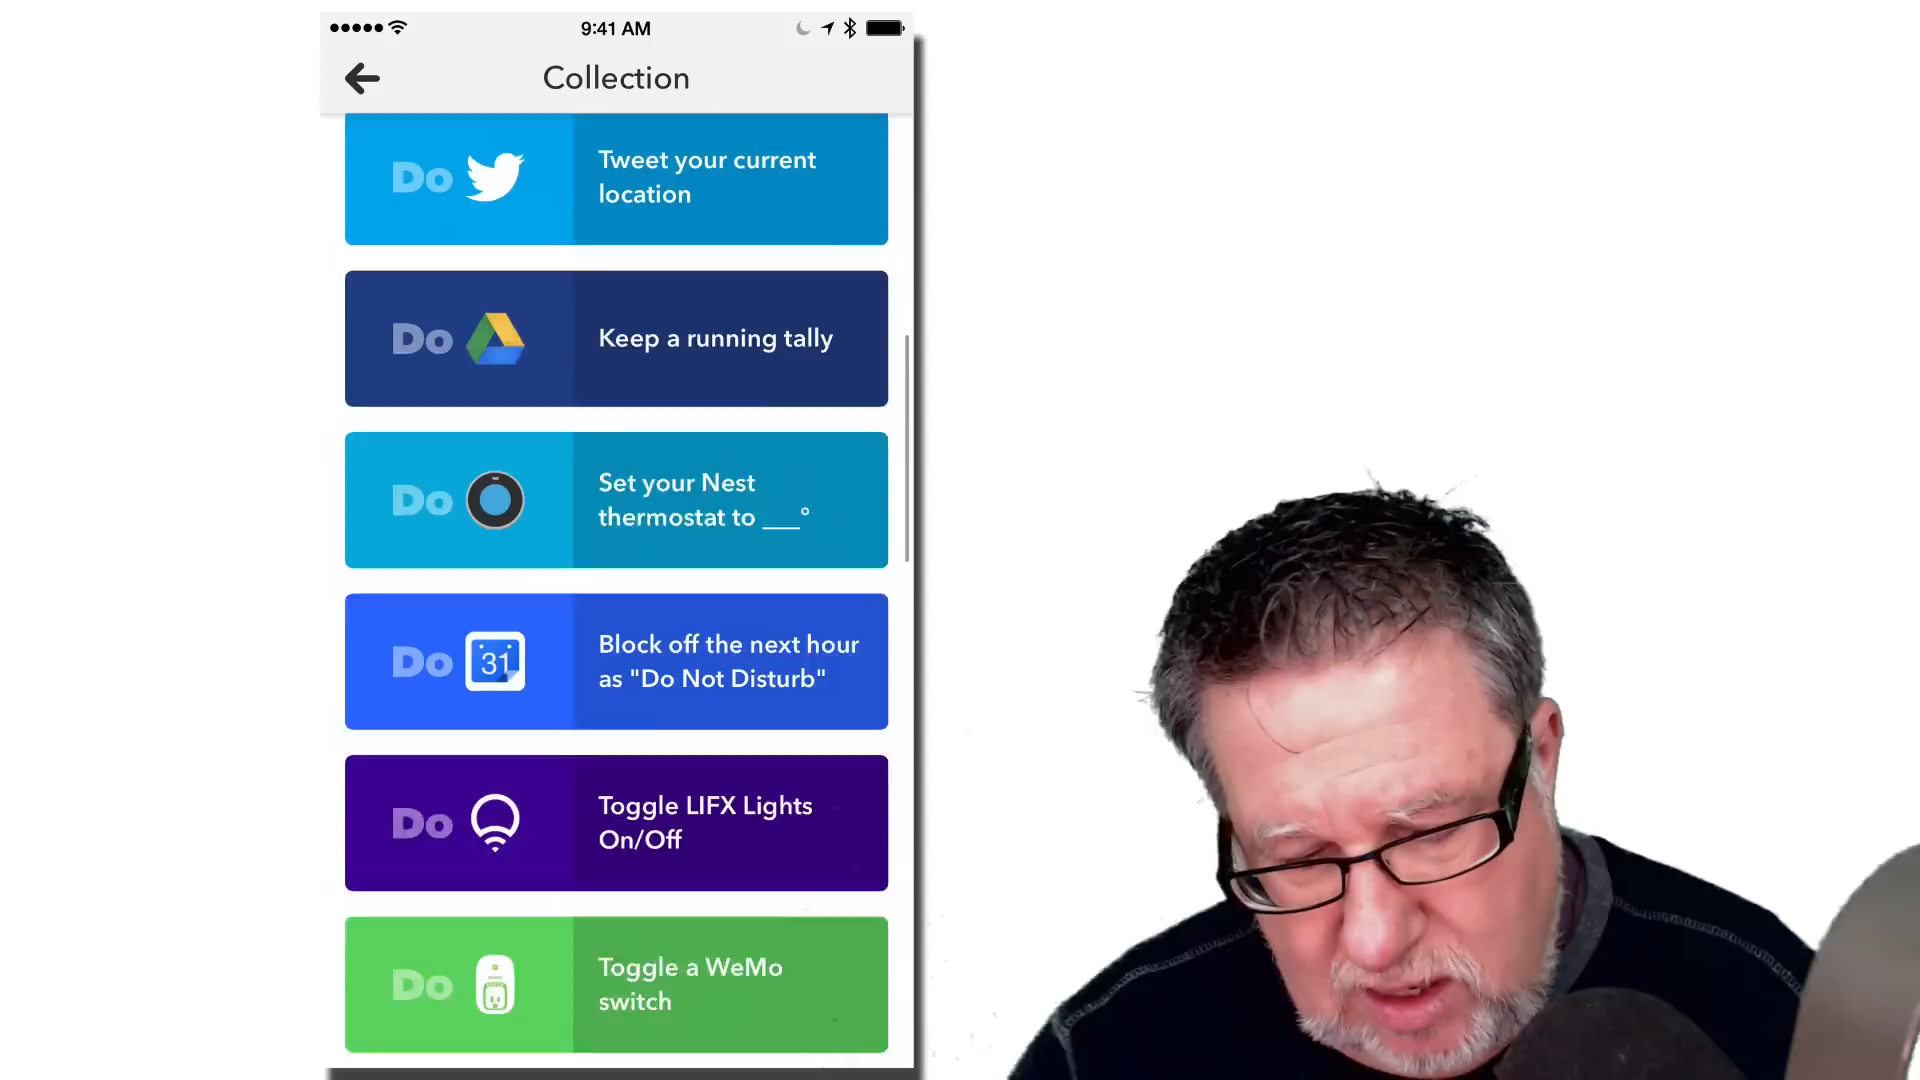 9:41 AM
Collection
Do
Tweet your current
location
Do
Keep a running tally
Do
Set your Nest
thermostat to ___°
Do
31
Block off the next hour
as "Do Not Disturb"
Do
Toggle LIFX Lights
On/Off
Do
Toggle a WeMo
switch